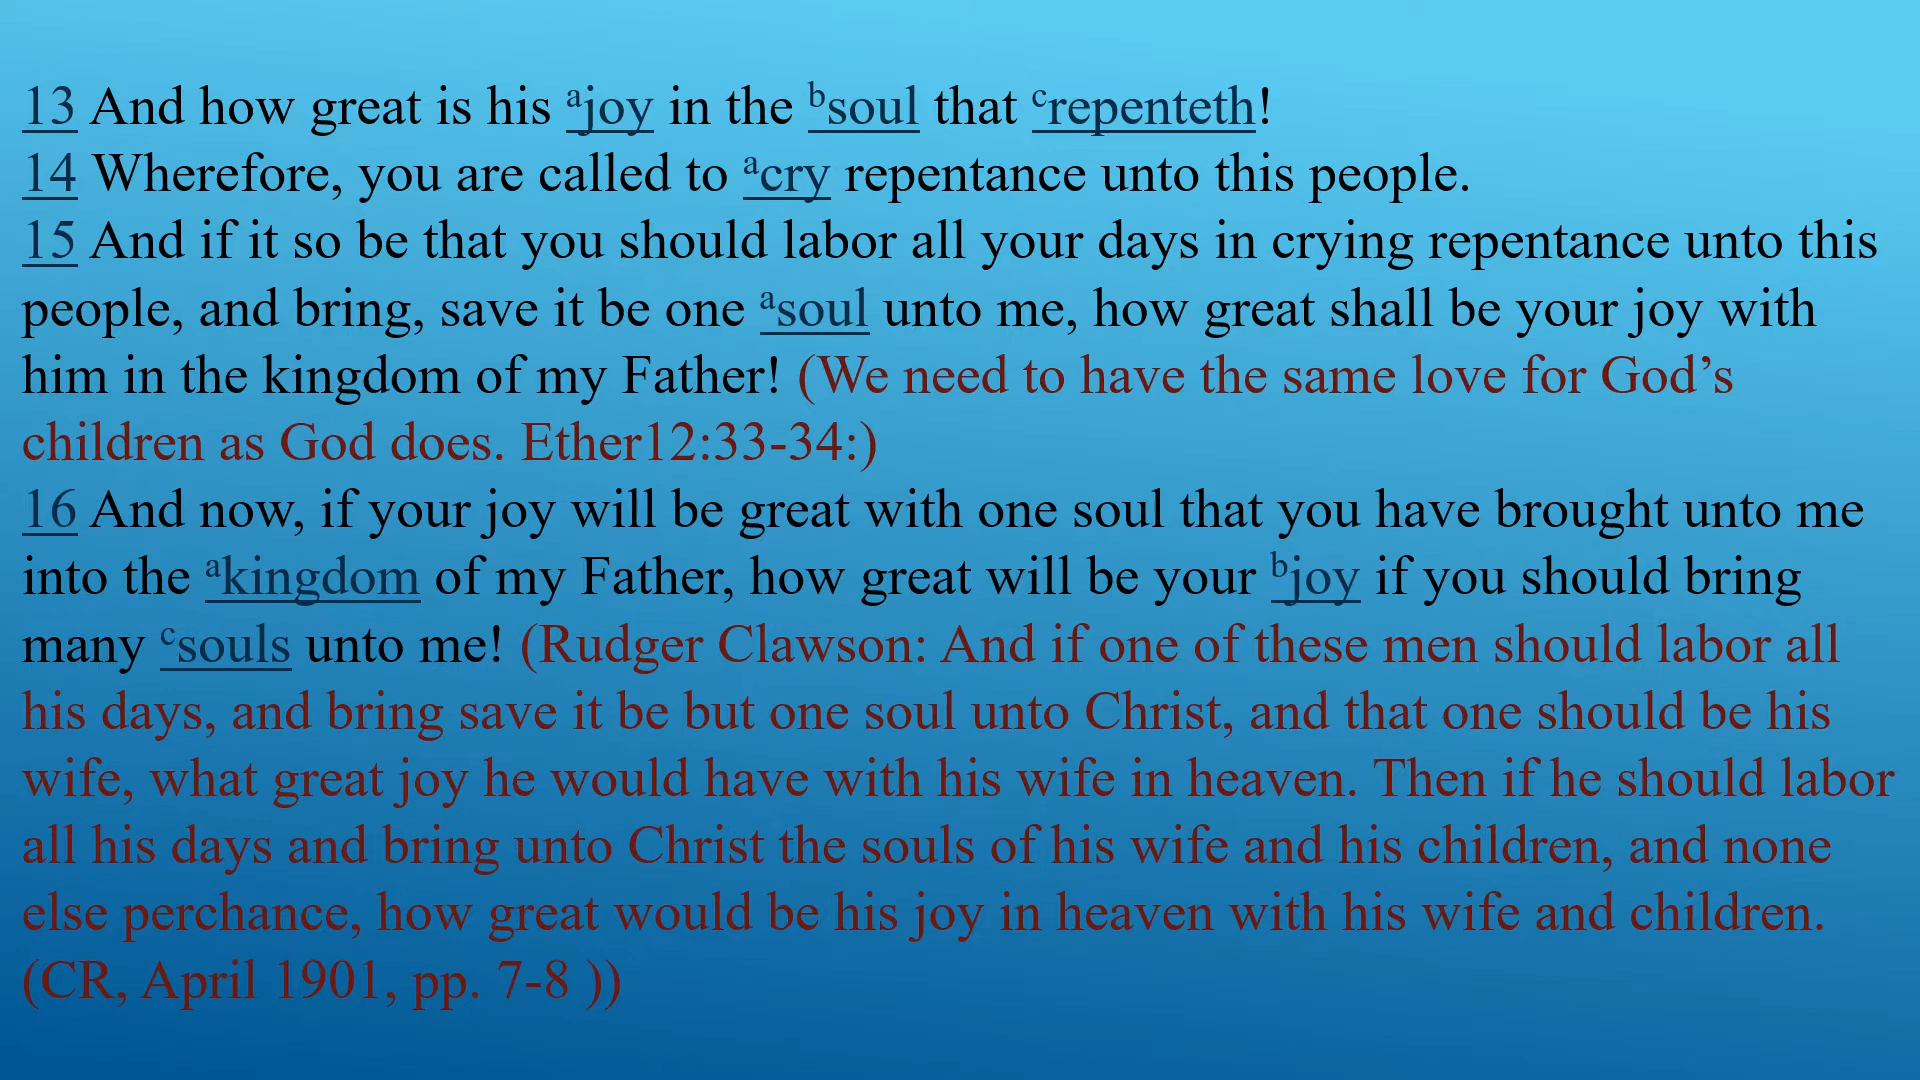 13 And how great is his ajoy in the bsoul that crepenteth!
14 Wherefore, you are called to acry repentance unto this people.
15 And if it so be that you should labor all your days in crying repentance unto this
people, and bring, save it be one asoul unto me, how great shall be your joy with
him in the kingdom of my Father! (We need to have the same love for God’s
children as God does. Ether12:33-34:)
16 And now, if your joy will be great with one soul that you have brought unto me
into the akingdom of my Father, how great will be your bjoy if you should bring
many csouls unto me! (Rudger Clawson: And if one of these men should labor all
his days, and bring save it be but one soul unto Christ, and that one should be his
wife, what great joy he would have with his wife in heaven. Then if he should labor
all his days and bring unto Christ the souls of his wife and his children, and none
else perchance, how great would be his joy in heaven with his wife and children.
(CR, April 1901, pp. 7-8 ))